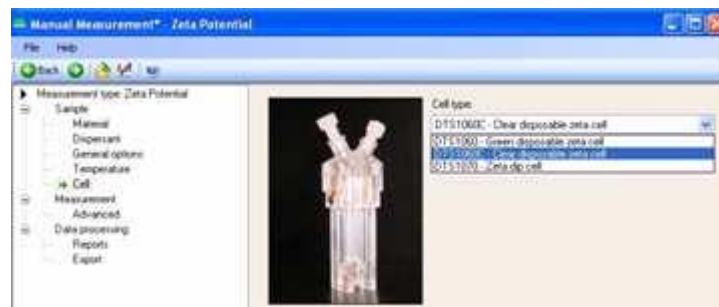 Manual Measurement* - Zeta Potential
File Help
Back
Measurement type: Zeta Potential
Sample
Material
Dispersant
General options
Temperature
Cell
Measurement
Advanced
Data processing
Reports
Export
Cell type:
DTS1060C - Clear disposable zeta cell
DTS1060 - Green disposable zeta cell
DTS1060C - Clear disposable zeta cell
DTS1070 - Zeta dip cell